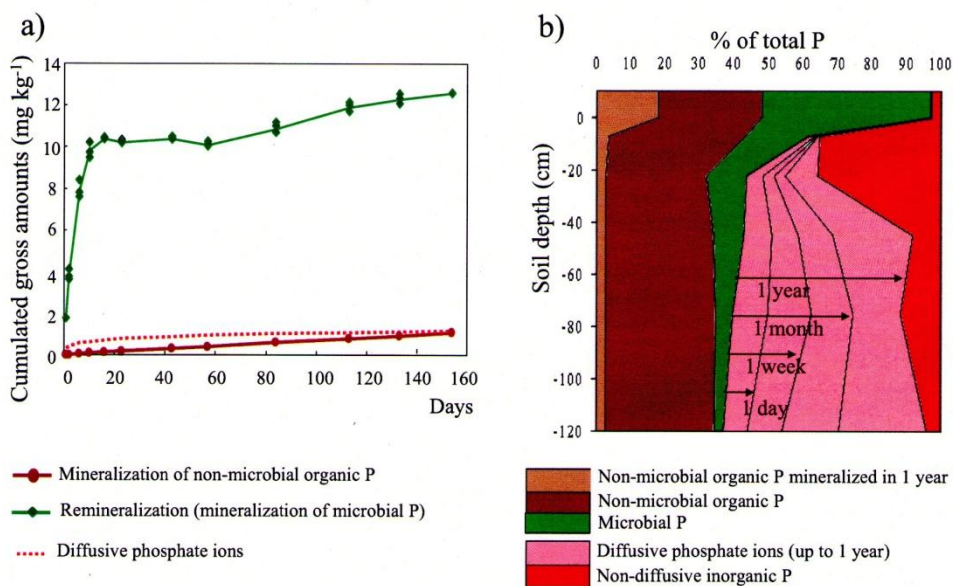 a)
Cumulated gross amounts (mg kg-1)
14
12
10
8
6
4
2
0
0 20 40 60 80 100 120 140 160
Days
Mineralization of non-microbial organic P
Remineralization (mineralization of microbial P)
Diffusive phosphate ions
b)
% of total P
0 10 20 30 40 50 60 70 80 90 100
Soil depth (cm)
0
-20
-40
-60
-80
-100
-120
1 year
1 month
1 week
1 day
Non-microbial organic P mineralized in 1 year
Non-microbial organic P
Microbial P
Diffusive phosphate ions (up to 1 year)
Non-diffusive inorganic P